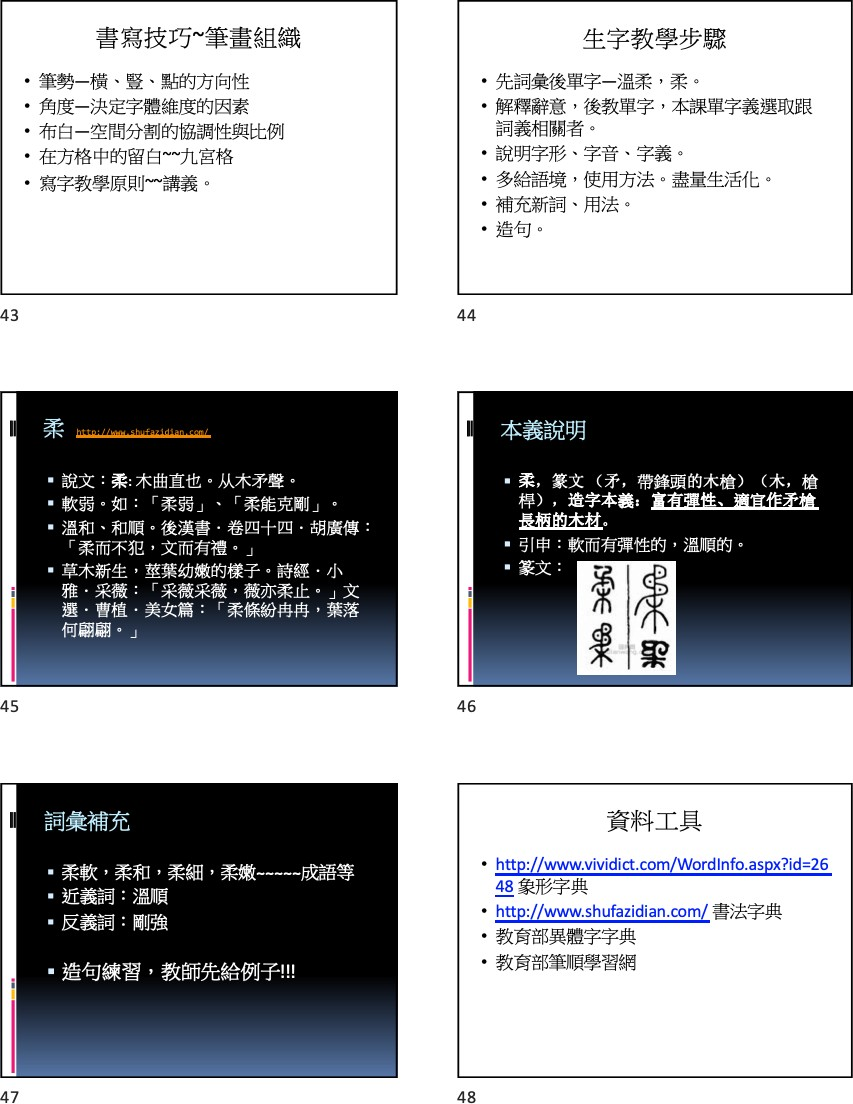 書寫技巧~筆畫組織
• 筆勢—橫、豎、點的方向性
• 角度—決定字體維度的因素
• 布白—空間分割的協調性與比例
• 在方格中的留白~~九宮格
• 寫字教學原則~~講義。
43
生字教學步驟
• 先詞彙後單字—溫柔，柔。
• 解釋辭意，後教單字，本課單字義選取跟
詞義相關者。
• 說明字形、字音、字義。
• 多給語境，使用方法。盡量生活化。
• 補充新詞、用法。
• 造句。
44
柔 http://www.shufazidian.com/
說文：柔: 木曲直也。从木矛聲。
軟弱。如：「柔弱」、「柔能克剛」。
溫和、和順。後漢書．卷四十四．胡廣傳：
「柔而不犯，文而有禮。」
草木新生，莖葉幼嫩的樣子。詩經．小
雅．采薇：「采薇采薇，薇亦柔止。」文
選．曹植．美女篇：「柔條紛冉冉，葉落
何翩翩。」
45
本義說明
柔，篆文（矛，帶鋒頭的木槍）（木，槍
桿），造字本義：富有彈性、適宜作矛槍
長柄的木材。
引申：軟而有彈性的，溫順的。
篆文：
46
詞彙補充
柔軟，柔和，柔細，柔嫩~~~~~成語等
近義詞：溫順
反義詞：剛強
造句練習，教師先給例子!!!
47
資料工具
• http://www.vividict.com/WordInfo.aspx?id=26
48 象形字典
• http://www.shufazidian.com/ 書法字典
• 教育部異體字字典
• 教育部筆順學習網
48